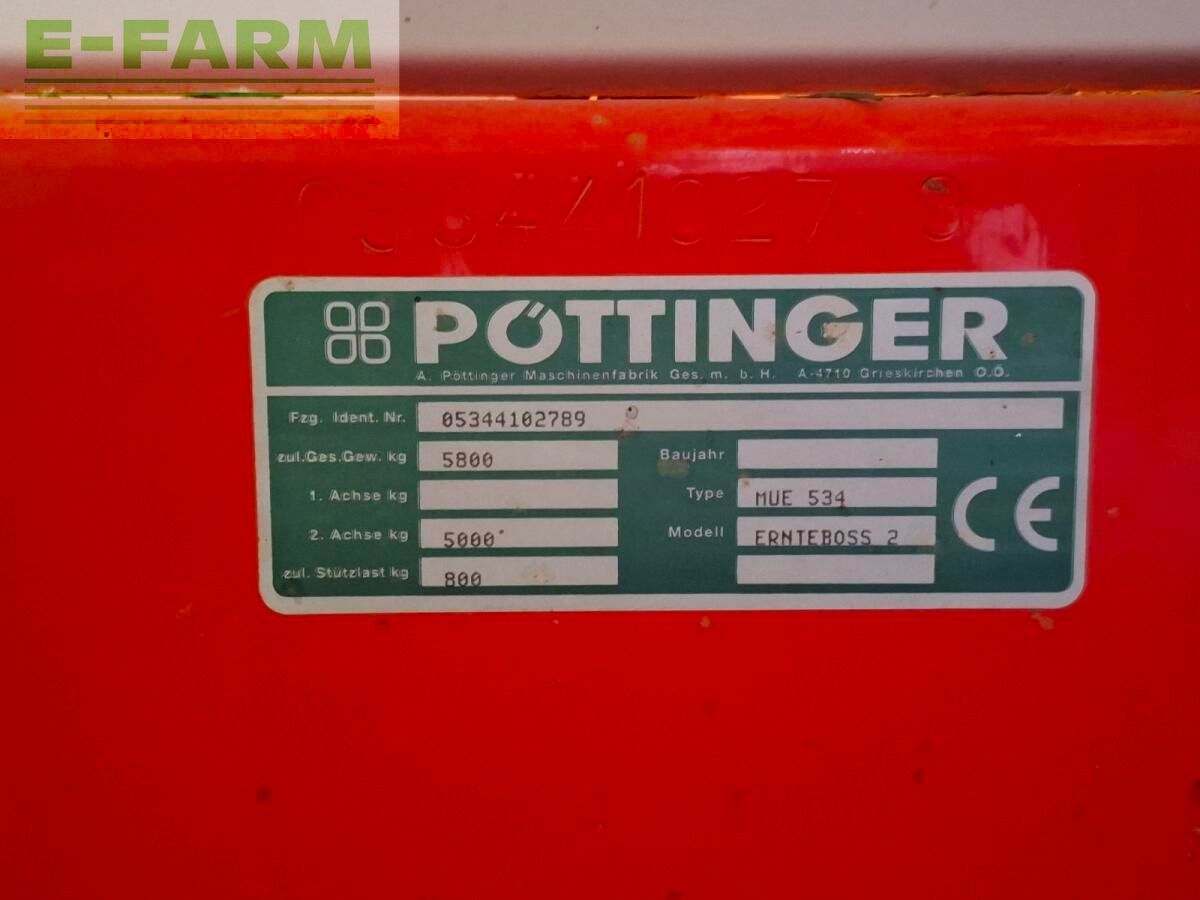 E-FARM
PÖTTINGER
A. Pöttinger Maschinenfabrik Ges. m. b. H. A-4710 Grieskirchen O.Ö.
Fzg. Ident. Nr. 05344102789
zul.Ges.Gew. kg 5800
1. Achse kg
2. Achse kg 5000
zul. Stützlast kg 800
Baujahr
Type MUE 534
Modell ERNTEBOSS 2
CE